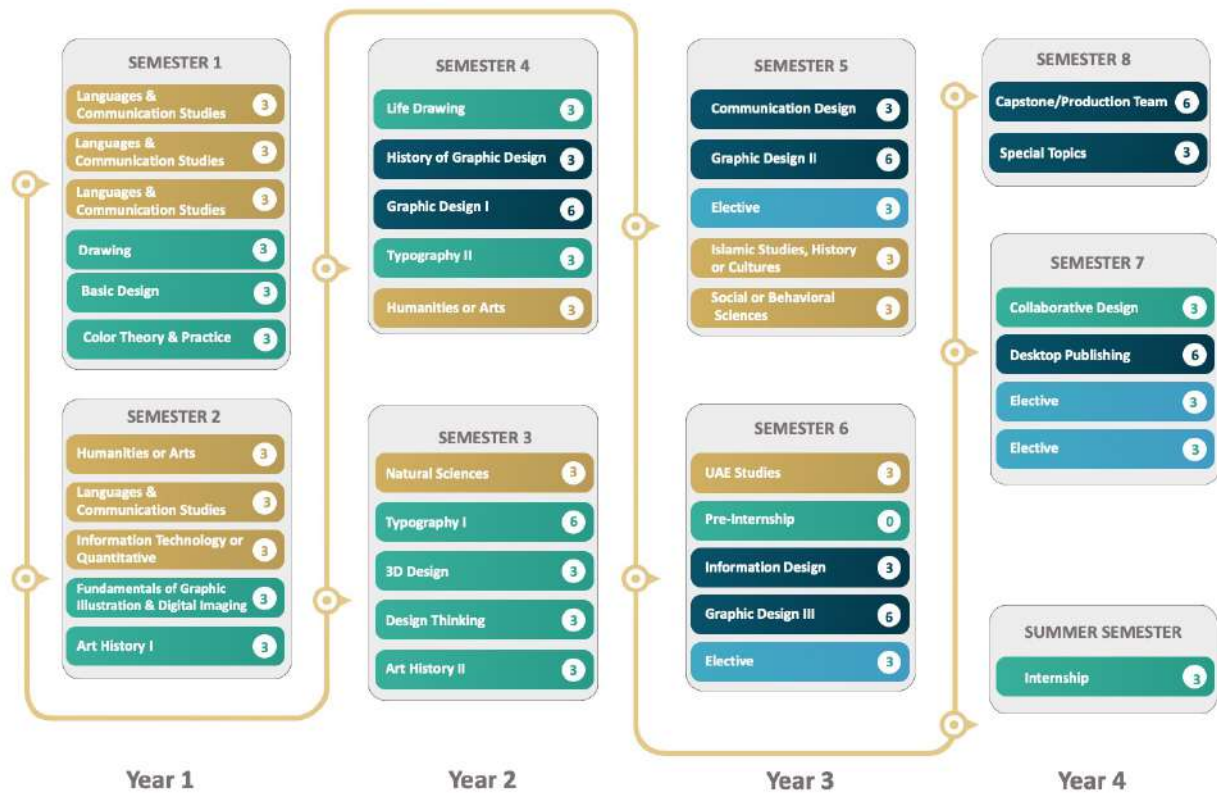 SEMESTER 1
Languages &
Communication Studies 3
Languages &
Communication Studies 3
Languages &
Communication Studies 3
Drawing 3
Basic Design 3
Color Theory & Practice 3
SEMESTER 2
Humanities or Arts 3
Languages &
Communication Studies 3
Information Technology or
Quantitative 3
Fundamentals of Graphic
Illustration & Digital Imaging 3
Art History I 3
Year 1
SEMESTER 4
Life Drawing 3
History of Graphic Design 3
Graphic Design I 6
Typography II 3
Humanities or Arts 3
SEMESTER 3
Natural Sciences 3
Typography I 6
3D Design 3
Design Thinking 3
Art History II 3
Year 2
SEMESTER 5
Communication Design 3
Graphic Design II 6
Elective 3
Islamic Studies, History
or Cultures 3
Social or Behavioral
Sciences 3
SEMESTER 6
UAE Studies 3
Pre-Internship 0
Information Design 3
Graphic Design III 6
Elective 3
Year 3
SEMESTER 8
Capstone/Production Team 6
Special Topics 3
SEMESTER 7
Collaborative Design 3
Desktop Publishing 6
Elective 3
Elective 3
SUMMER SEMESTER
Internship 3
Year 4